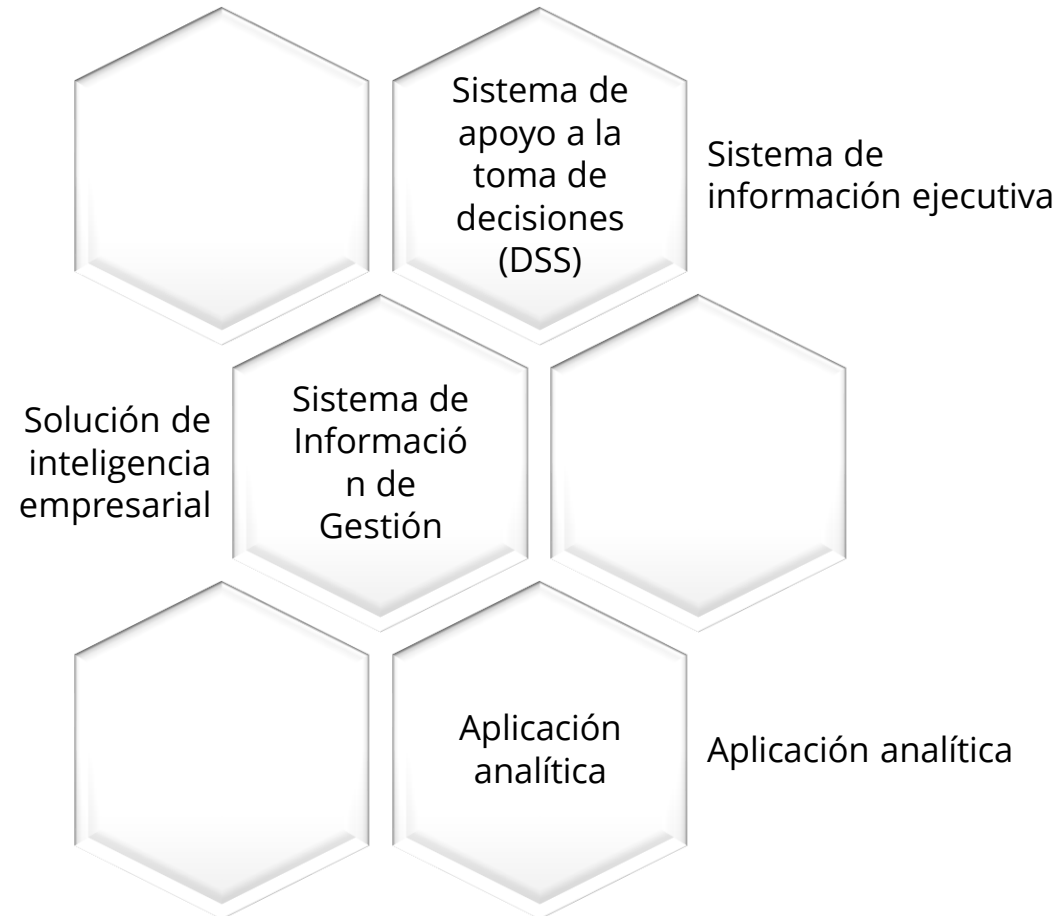 Sistema de
apoyo a la
toma de
decisiones
(DSS)
Sistema de
información ejecutiva
Solución de
inteligencia
empresarial
Sistema de
Informació
n de
Gestión
Aplicación
analítica
Aplicación analítica